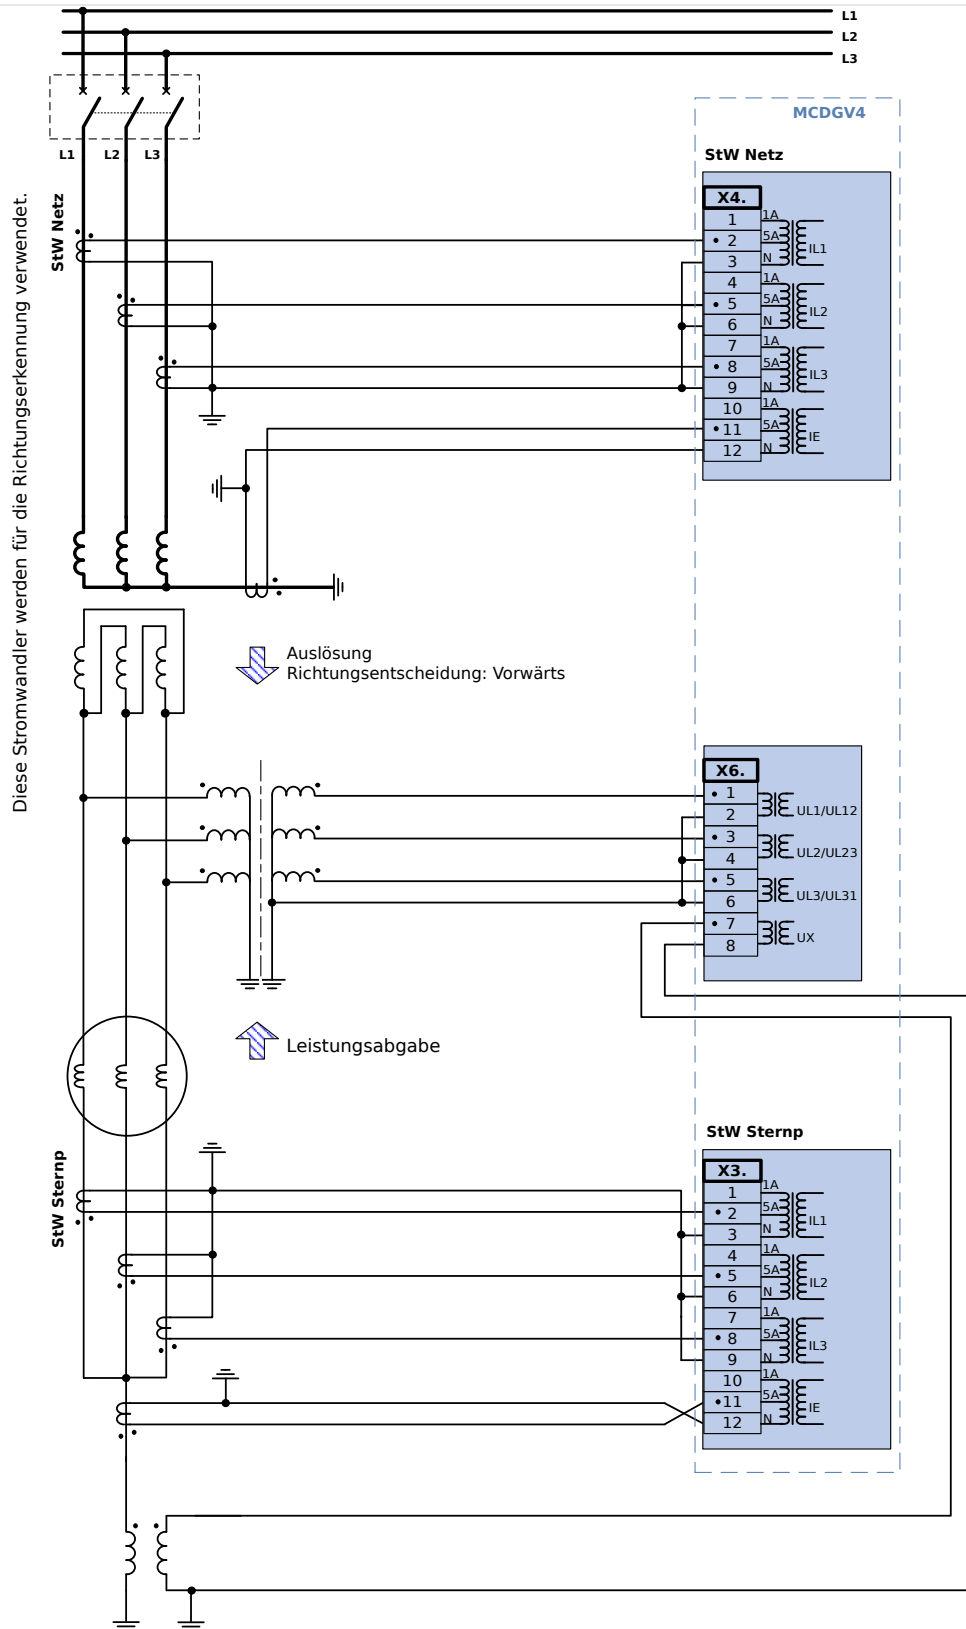 L1
L2
L3
MCDGV4
L1 L2 L3
StW Netz
StW Netz
Diese Stromwandler werden für die Richtungserkennung verwendet.
X4.
1 1A
2 5A IL1
3 N
4 1A
5 5A IL2
6 N
7 1A
8 5A IL3
9 N
10 1A
11 5A IE
12 N
Auslösung
Richtungsentscheidung: Vorwärts
X6.
1
2 UL1/UL12
3
4 UL2/UL23
5
6 UL3/UL31
7
8 UX
Leistungsabgabe
StW Sternp
StW Sternp
X3.
1 1A
2 5A IL1
3 N
4 1A
5 5A IL2
6 N
7 1A
8 5A IL3
9 N
10 1A
11 5A IE
12 N